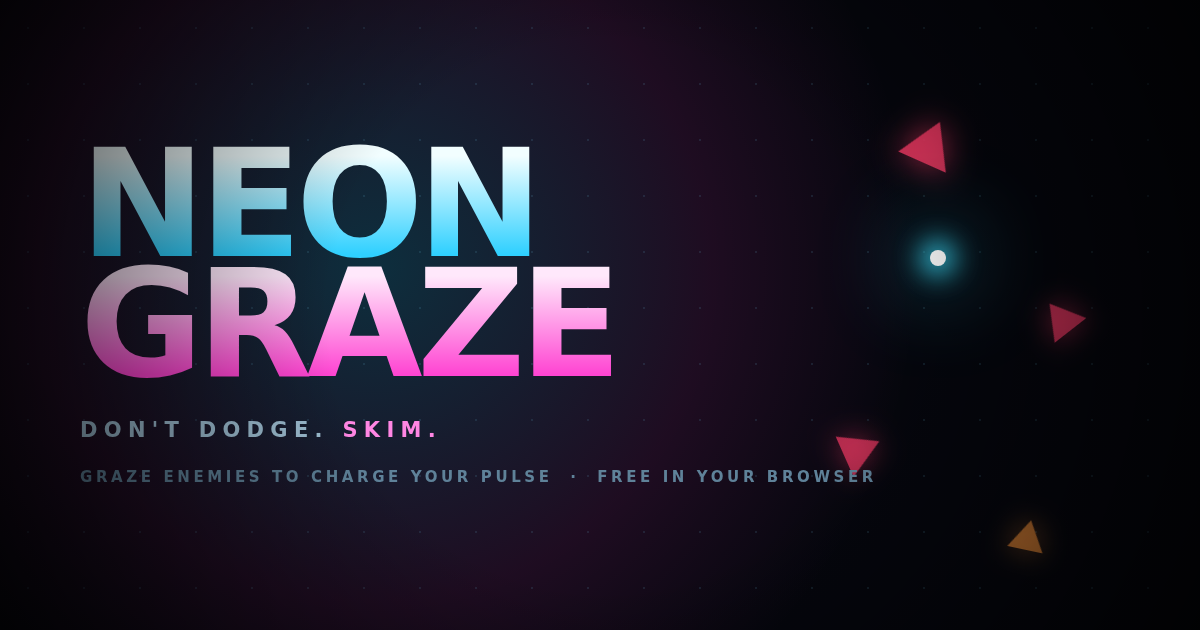 NEON
GRAZE
DON'T DODGE. SKIM.
GRAZE ENEMIES TO CHARGE YOUR PULSE · FREE IN YOUR BROWSER